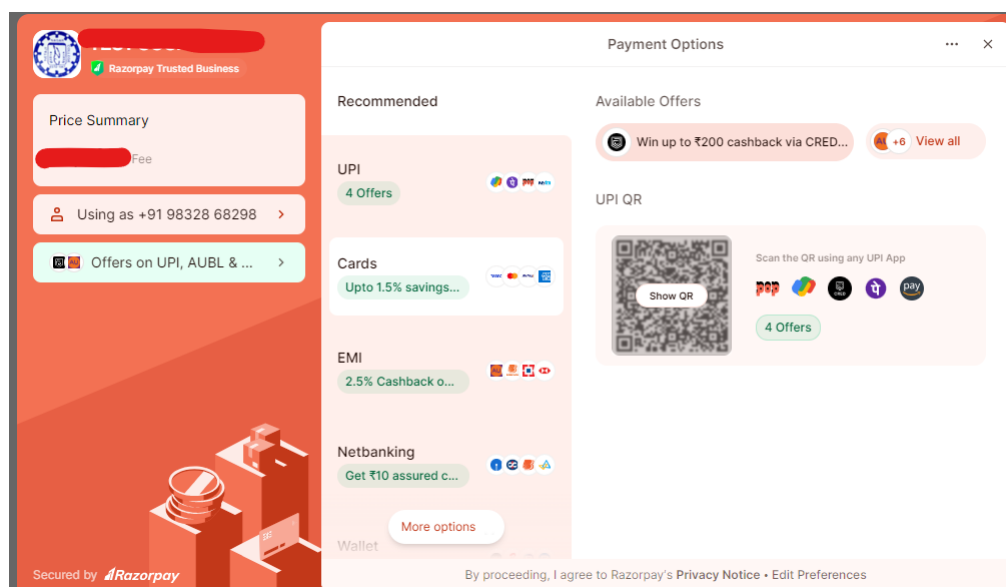 Razorpay Trusted Business
Price Summary
Fee
Using as +91 98328 68298
Offers on UPI, AUBL & ...
Secured by Razorpay
Payment Options
Recommended
UPI
4 Offers
Cards
Upto 1.5% savings...
EMI
2.5% Cashback o...
Netbanking
Get ₹10 assured c...
More options
Wallet
Available Offers
Win up to ₹200 cashback via CRED...
+6 View all
UPI QR
Show QR
Scan the QR using any UPI App
pop
pay
4 Offers
By proceeding, I agree to Razorpay's Privacy Notice • Edit Preferences